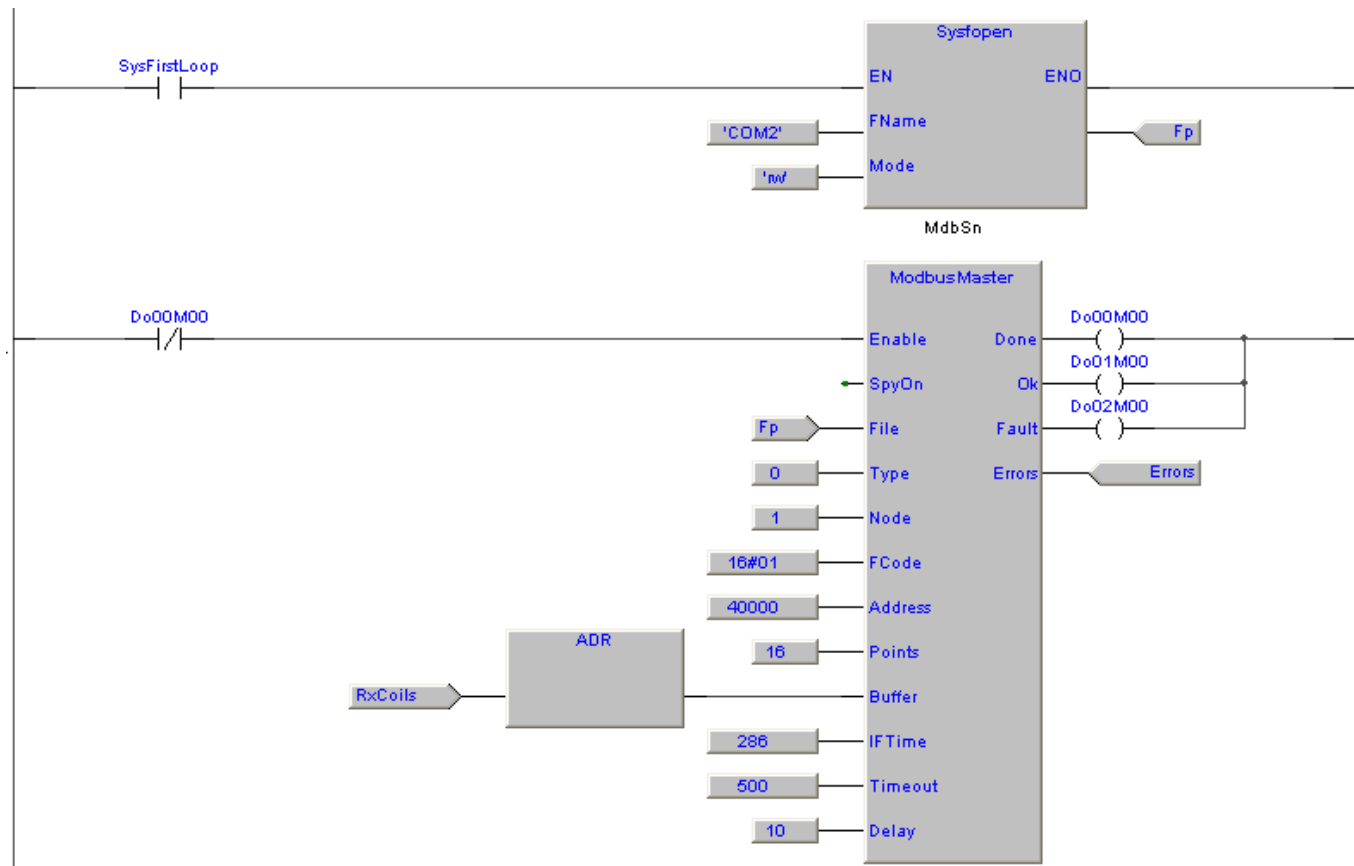 Sysfopen
SysFirstLoop
EN ENO
'COM2' FName Fp
'rw' Mode
MdbSn
ModbusMaster
Do00M00 Do00M00
Enable Done
Do01M00
SpyOn Ok
Do02M00
Fp File Fault
0 Type Errors Errors
1 Node
16#01 FCode
40000 Address
ADR
16 Points
RxCoils Buffer
286 IFTime
500 Timeout
10 Delay